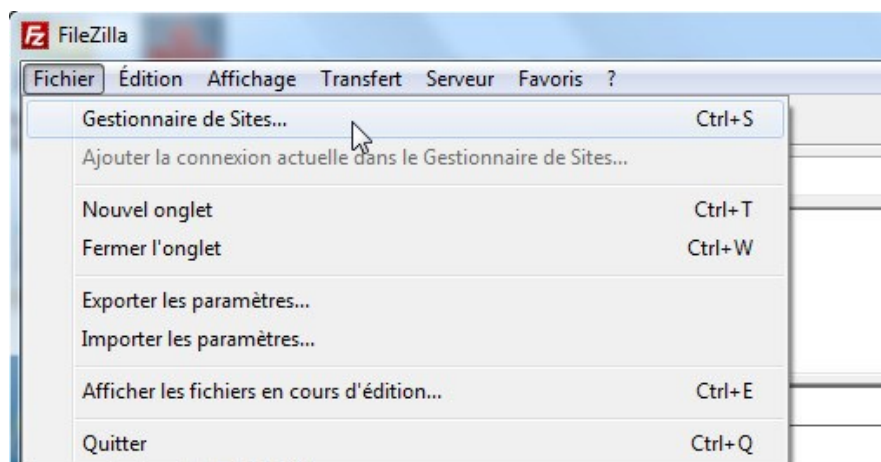 FileZilla
Fichier Édition Affichage Transfert Serveur Favoris ?
Gestionnaire de Sites... Ctrl+S
Ajouter la connexion actuelle dans le Gestionnaire de Sites...
Nouvel onglet Ctrl+T
Fermer l'onglet Ctrl+W
Exporter les paramètres...
Importer les paramètres...
Afficher les fichiers en cours d'édition... Ctrl+E
Quitter Ctrl+Q